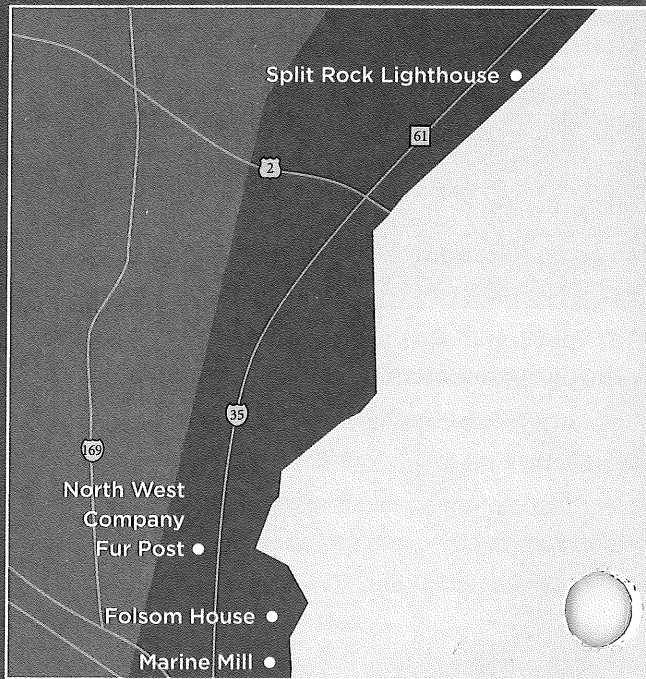 Split Rock Lighthouse
61
2
35
169
North West
Company
Fur Post
Folsom House
Marine Mill